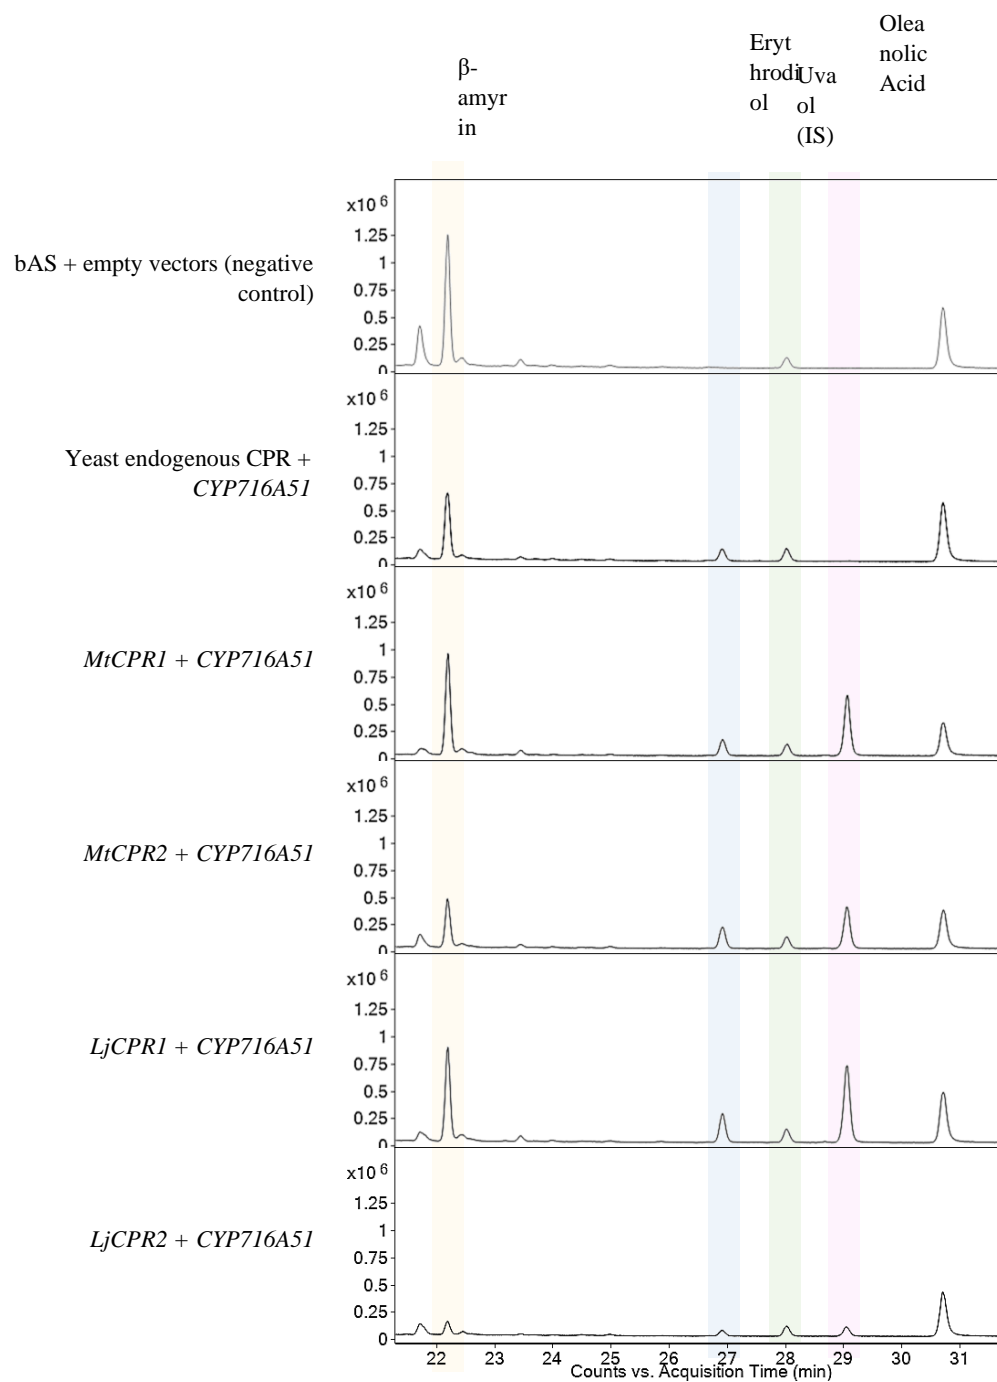 β-
amyr
in
Eryt
hrodi
ol
Uva
ol
(IS)
Olea
nolic
Acid
bAS + empty vectors (negative
control)
x10 6
1.25
1
0.75
0.5
0.25
0
Yeast endogenous CPR +
CYP716A51
x10 6
1.25
1
0.75
0.5
0.25
0
MtCPR1 + CYP716A51
x10 6
1.25
1
0.75
0.5
0.25
0
MtCPR2 + CYP716A51
x10 6
1.25
1
0.75
0.5
0.25
0
LjCPR1 + CYP716A51
x10 6
1.25
1
0.75
0.5
0.25
0
LjCPR2 + CYP716A51
x10 6
1.25
1
0.75
0.5
0.25
0
22 23 24 25 26 27 28 29 30 31
Counts vs. Acquisition Time (min)